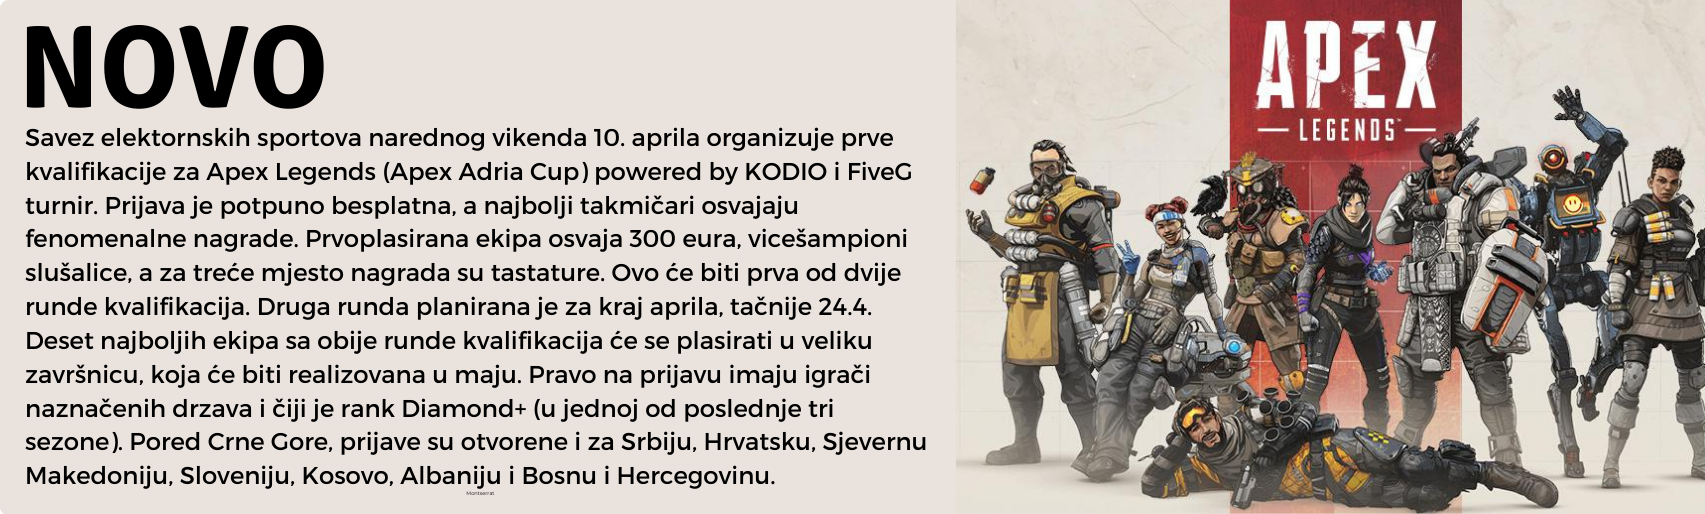 NOVO
Savez elektornskih sportova narednog vikenda 10. aprila organizuje prve
kvalifikacije za Apex Legends (Apex Adria Cup) powered by KODIO i FiveG
turnir. Prijava je potpuno besplatna, a najbolji takmičari osvajaju
fenomenalne nagrade. Prvoplasirana ekipa osvaja 300 eura, vicešampioni
slušalice, a za treće mjesto nagrada su tastature. Ovo će biti prva od dvije
runde kvalifikacija. Druga runda planirana je za kraj aprila, tačnije 24.4.
Deset najboljih ekipa sa obije runde kvalifikacija će se plasirati u veliku
završnicu, koja će biti realizovana u maju. Pravo na prijavu imaju igrači
naznačenih drzava i čiji je rank Diamond+ (u jednoj od poslednje tri
sezone). Pored Crne Gore, prijave su otvorene i za Srbiju, Hrvatsku, Sjevernu
Makedoniju, Sloveniju, Kosovo, Albaniju i Bosnu i Hercegovinu.
Montserrat
APEX
LEGENDS™